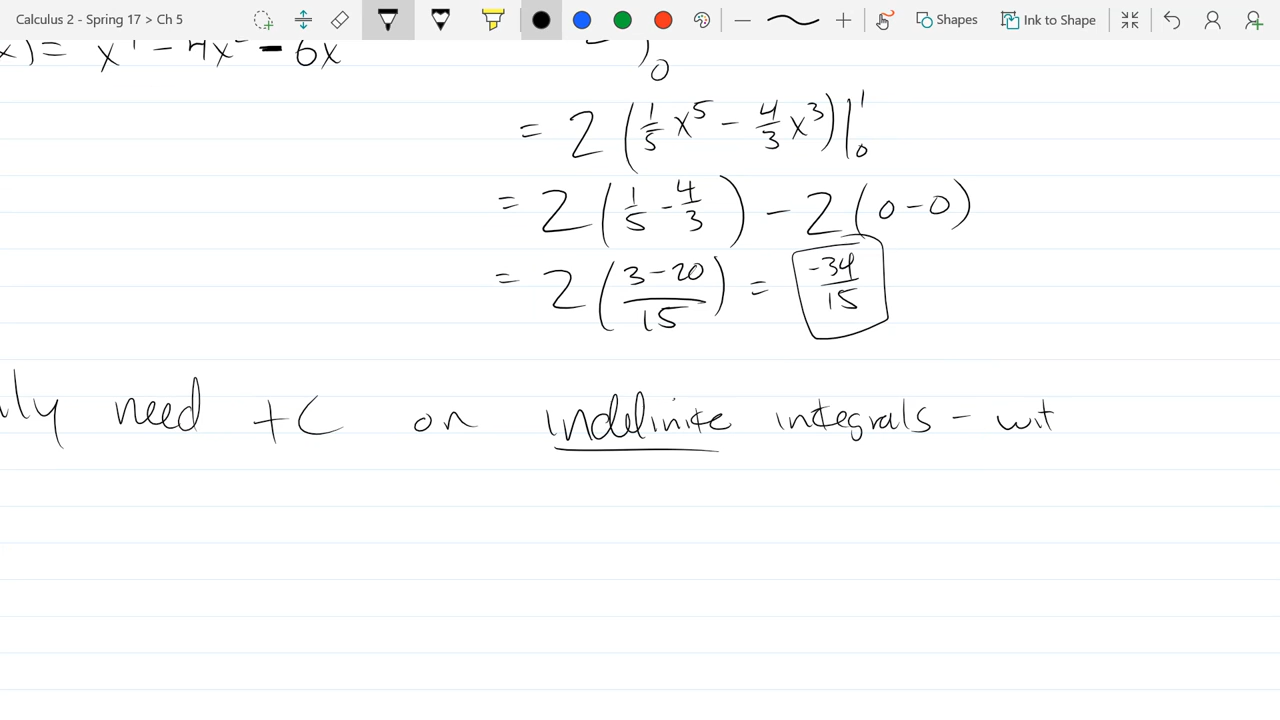 Calculus 2 - Spring 17 > Ch 5
Shapes
Ink to Shape
x) = x⁴ - 4x² - 6x
0
= 2 (1/5 x⁵ - 4/3 x³)|₀¹
= 2 (1/5 - 4/3) - 2 (0 - 0)
= 2 ((3 - 20)/15) = -34/15
need +C on indefinite integrals - wit